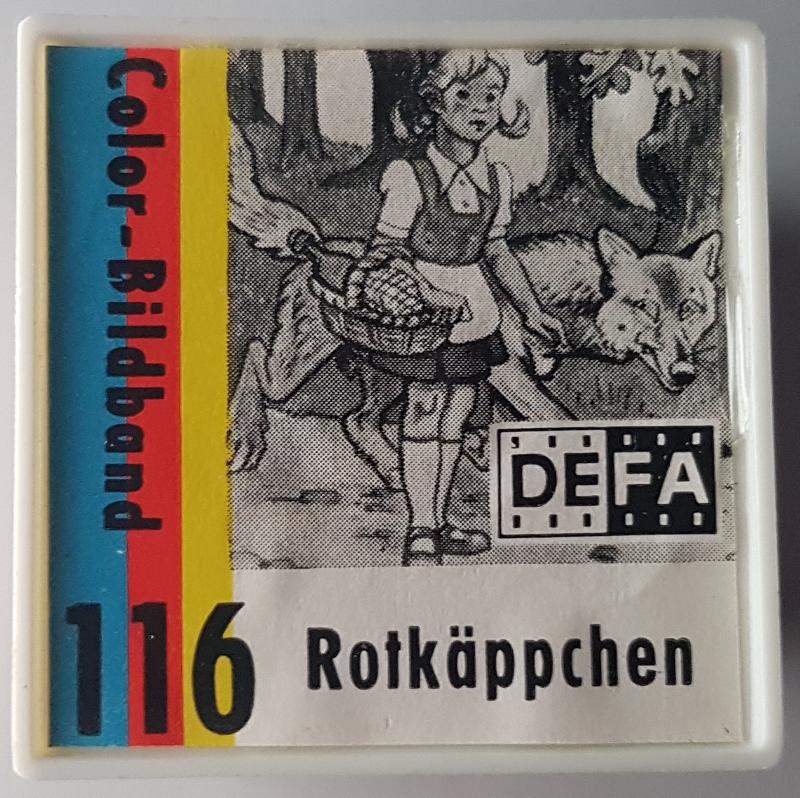 Color-Bildband
DEFA
116
Rotkäppchen